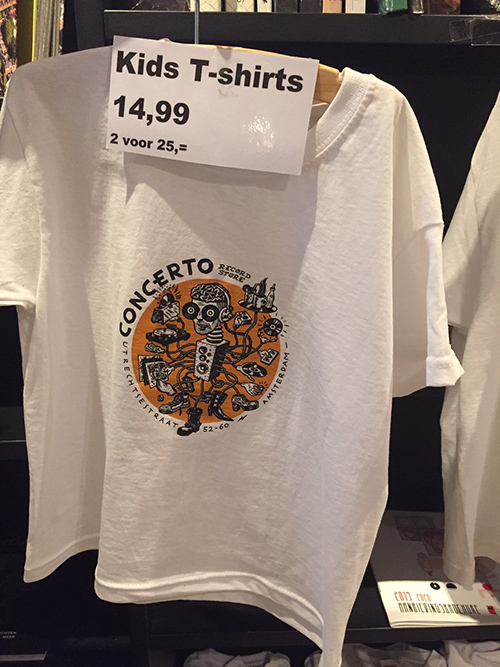 Kids T-shirts
14,99
2 voor 25,=
CONCERTO
RECORD
STORE
UTRECHTSESTRAAT 52-60 AMSTERDAM